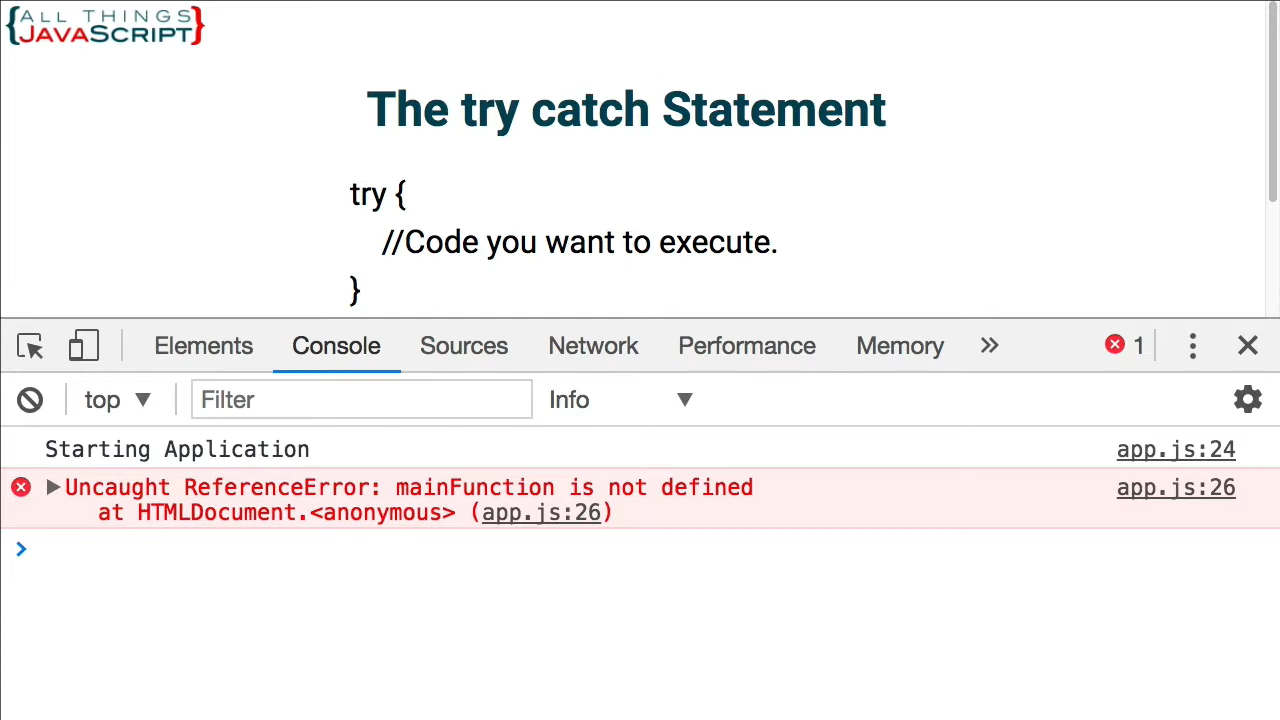 {ALL THINGS
JAVASCRIPT}
The try catch Statement
try {
//Code you want to execute.
}
Elements Console Sources Network Performance Memory » 1
top ▼ Filter Info ▼
Starting Application app.js:24
▶Uncaught ReferenceError: mainFunction is not defined app.js:26
at HTMLDocument.<anonymous> (app.js:26)